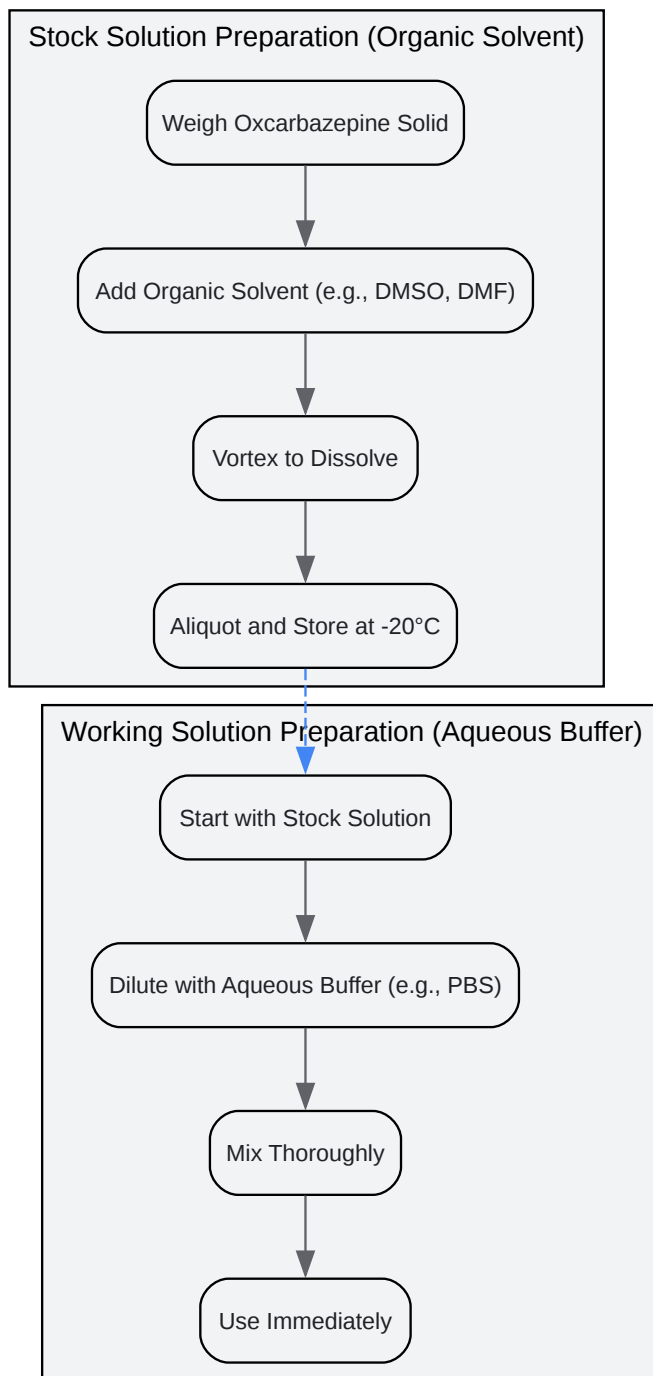 Stock Solution Preparation (Organic Solvent)
Weigh Oxcarbazepine Solid
Add Organic Solvent (e.g., DMSO, DMF)
Vortex to Dissolve
Aliquot and Store at -20°C
Working Solution Preparation (Aqueous Buffer)
Start with Stock Solution
Dilute with Aqueous Buffer (e.g., PBS)
Mix Thoroughly
Use Immediately